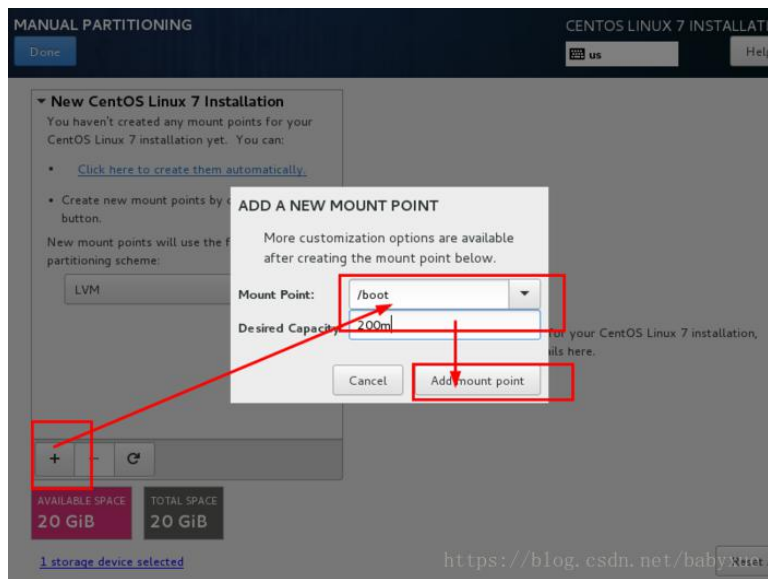 MANUAL PARTITIONING
CENTOS LINUX 7 INSTALLATI
Done
us
Help
New CentOS Linux 7 Installation
You haven't created any mount points for your
CentOS Linux 7 installation yet. You can:
Click here to create them automatically.
Create new mount points by c
button.
New mount points will use the f
partitioning scheme:
LVM
ADD A NEW MOUNT POINT
More customization options are available
after creating the mount point below.
Mount Point:
/boot
Desired Capacity
200m
Cancel
Add mount point
for your CentOS Linux 7 installation,
ails here.
+
-
AVAILABLE SPACE
20 GiB
TOTAL SPACE
20 GiB
1 storage device selected
https://blog.csdn.net/babyxue